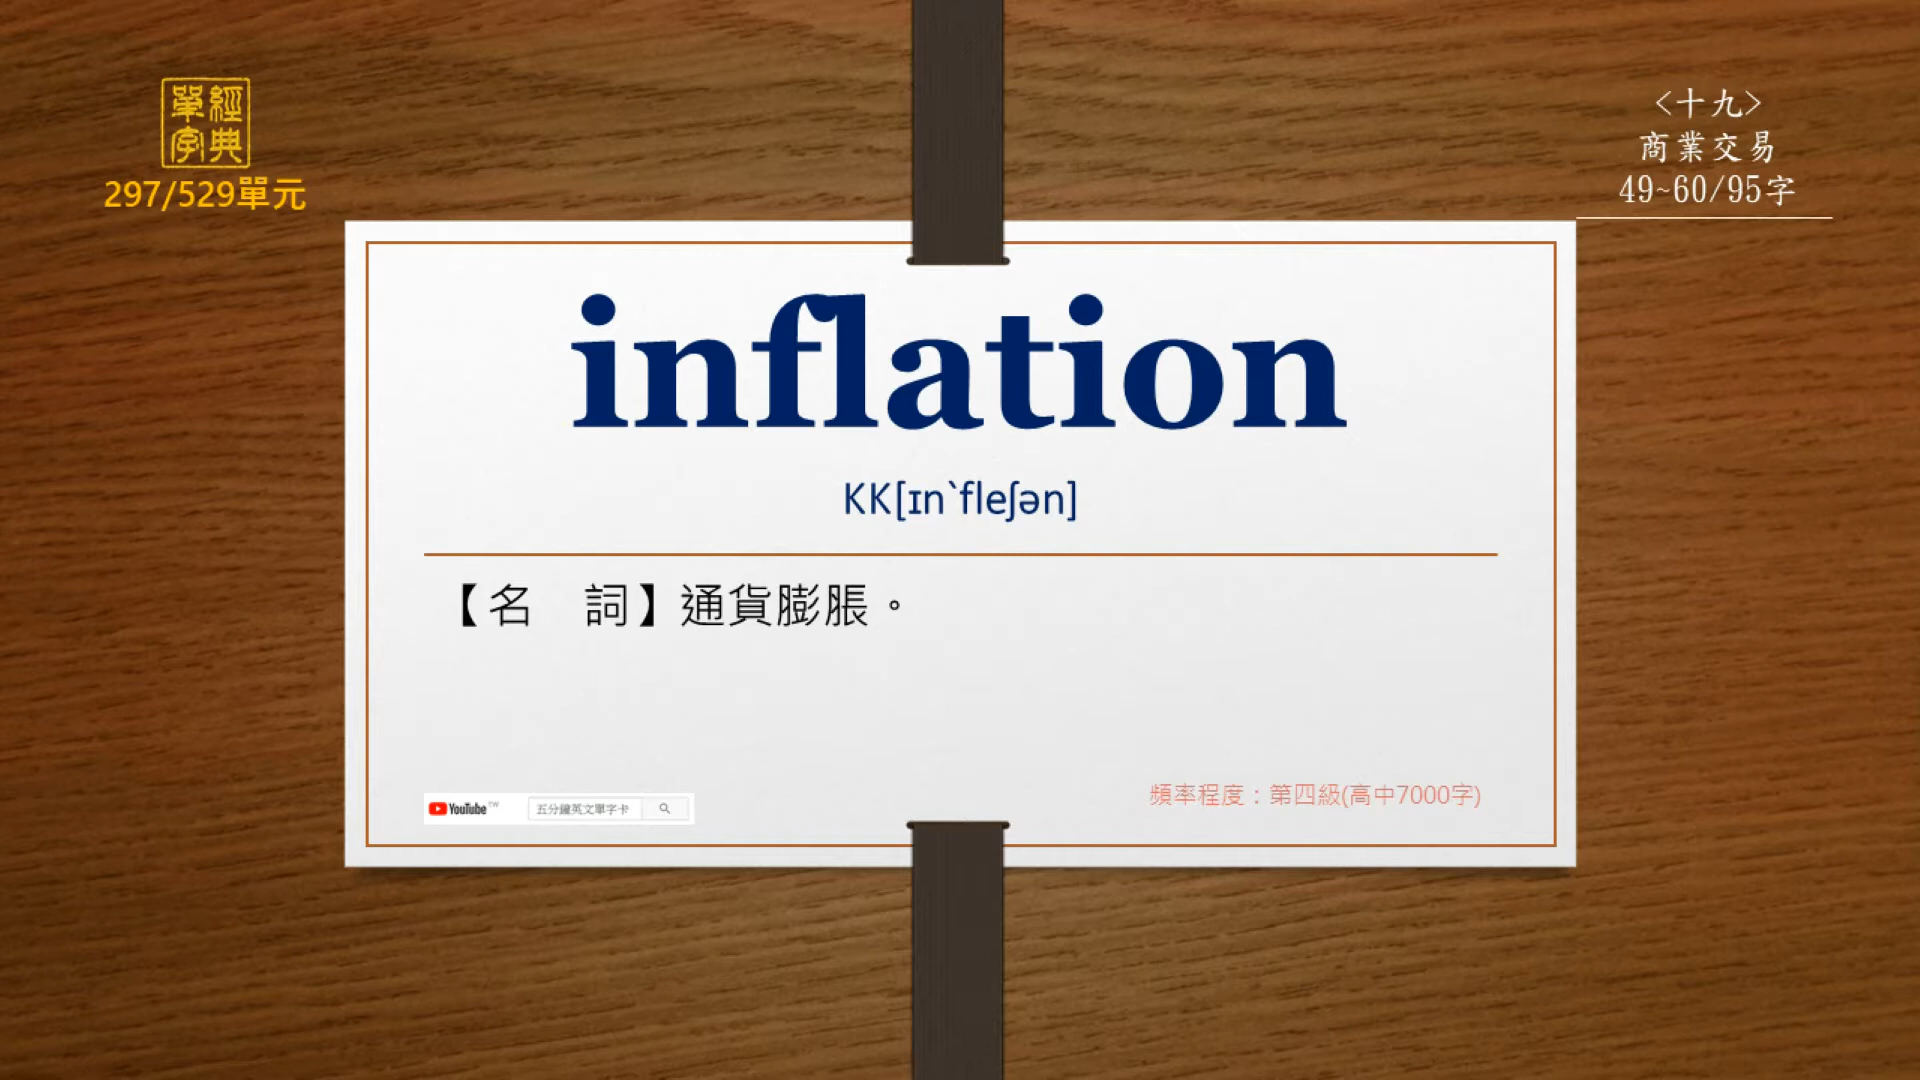 經典
單字
297/529單元
<十九>
商業交易
49~60/95字
inflation
KK[ɪn`fleʃən]
【名　詞】通貨膨脹。
YouTube TW
五分鐘英文單字卡
頻率程度：第四級(高中7000字)